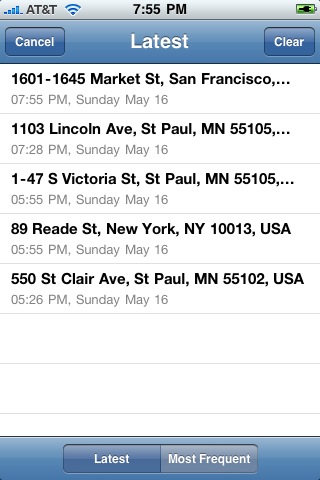 AT&T 7:55 PM
Cancel Latest Clear
1601-1645 Market St, San Francisco,...
07:55 PM, Sunday May 16
1103 Lincoln Ave, St Paul, MN 55105,...
07:28 PM, Sunday May 16
1-47 S Victoria St, St Paul, MN 55105,...
05:55 PM, Sunday May 16
89 Reade St, New York, NY 10013, USA
05:55 PM, Sunday May 16
550 St Clair Ave, St Paul, MN 55102, USA
05:26 PM, Sunday May 16
Latest Most Frequent